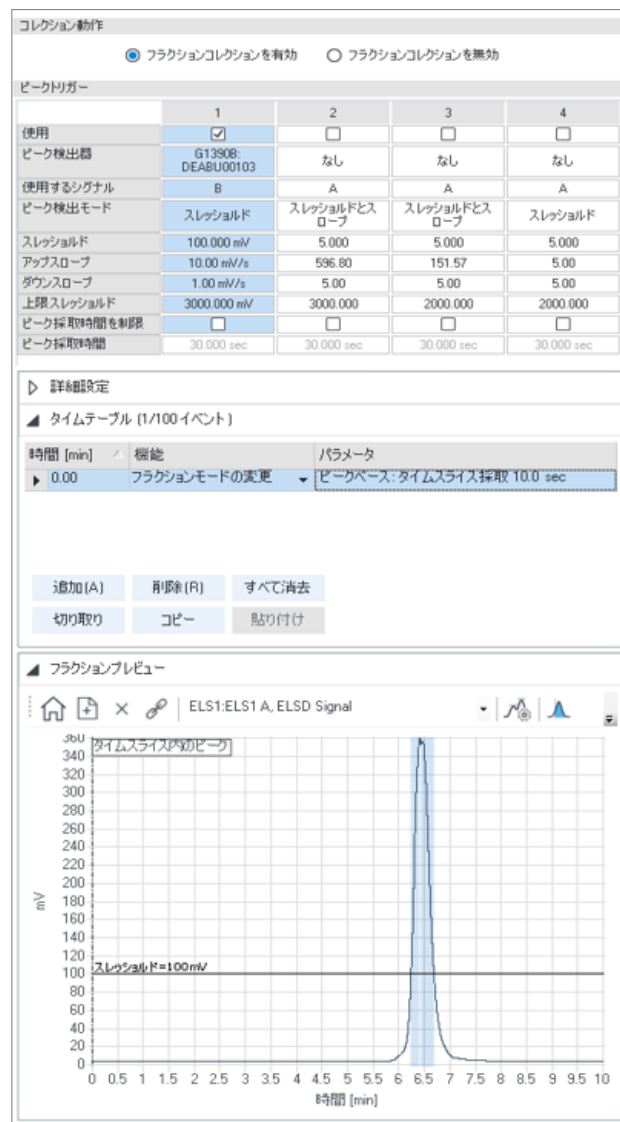 コレクション動作
フラクションコレクションを有効 フラクションコレクションを無効
ピークトリガー
1 2 3 4
使用
ピーク検出器 G1390B: DEABU00103 なし なし なし
使用するシグナル B A A A
ピーク検出モード スレッショルド スレッショルドとスロープ スレッショルドとスロープ スレッショルド
スレッショルド 100.000 mV 5.000 5.000 5.000
アップスロープ 10.00 mV/s 596.80 151.57 5.00
ダウンスロープ 1.00 mV/s 5.00 5.00 5.00
上限スレッショルド 3000.000 mV 3000.000 2000.000 2000.000
ピーク採取時間を制限
ピーク採取時間 30.000 sec 30.000 sec 30.000 sec 30.000 sec
詳細設定
タイムテーブル (1/100 イベント)
時間 [min] 機能 パラメータ
0.00 フラクションモードの変更 ピークベース: タイムスライス採取 10.0 sec
追加(A) 削除(R) すべて消去
切り取り コピー 貼り付け
フラクションプレビュー
ELS1:ELS1 A, ELSD Signal
タイムスライス内のピーク
360
340
320
300
280
260
240
220
200
180
160
140
120
100
80
60
40
20
0
mV
スレッショルド=100mV
0 0.5 1 1.5 2 2.5 3 3.5 4 4.5 5 5.5 6 6.5 7 7.5 8 8.5 9 9.5 10
時間 [min]